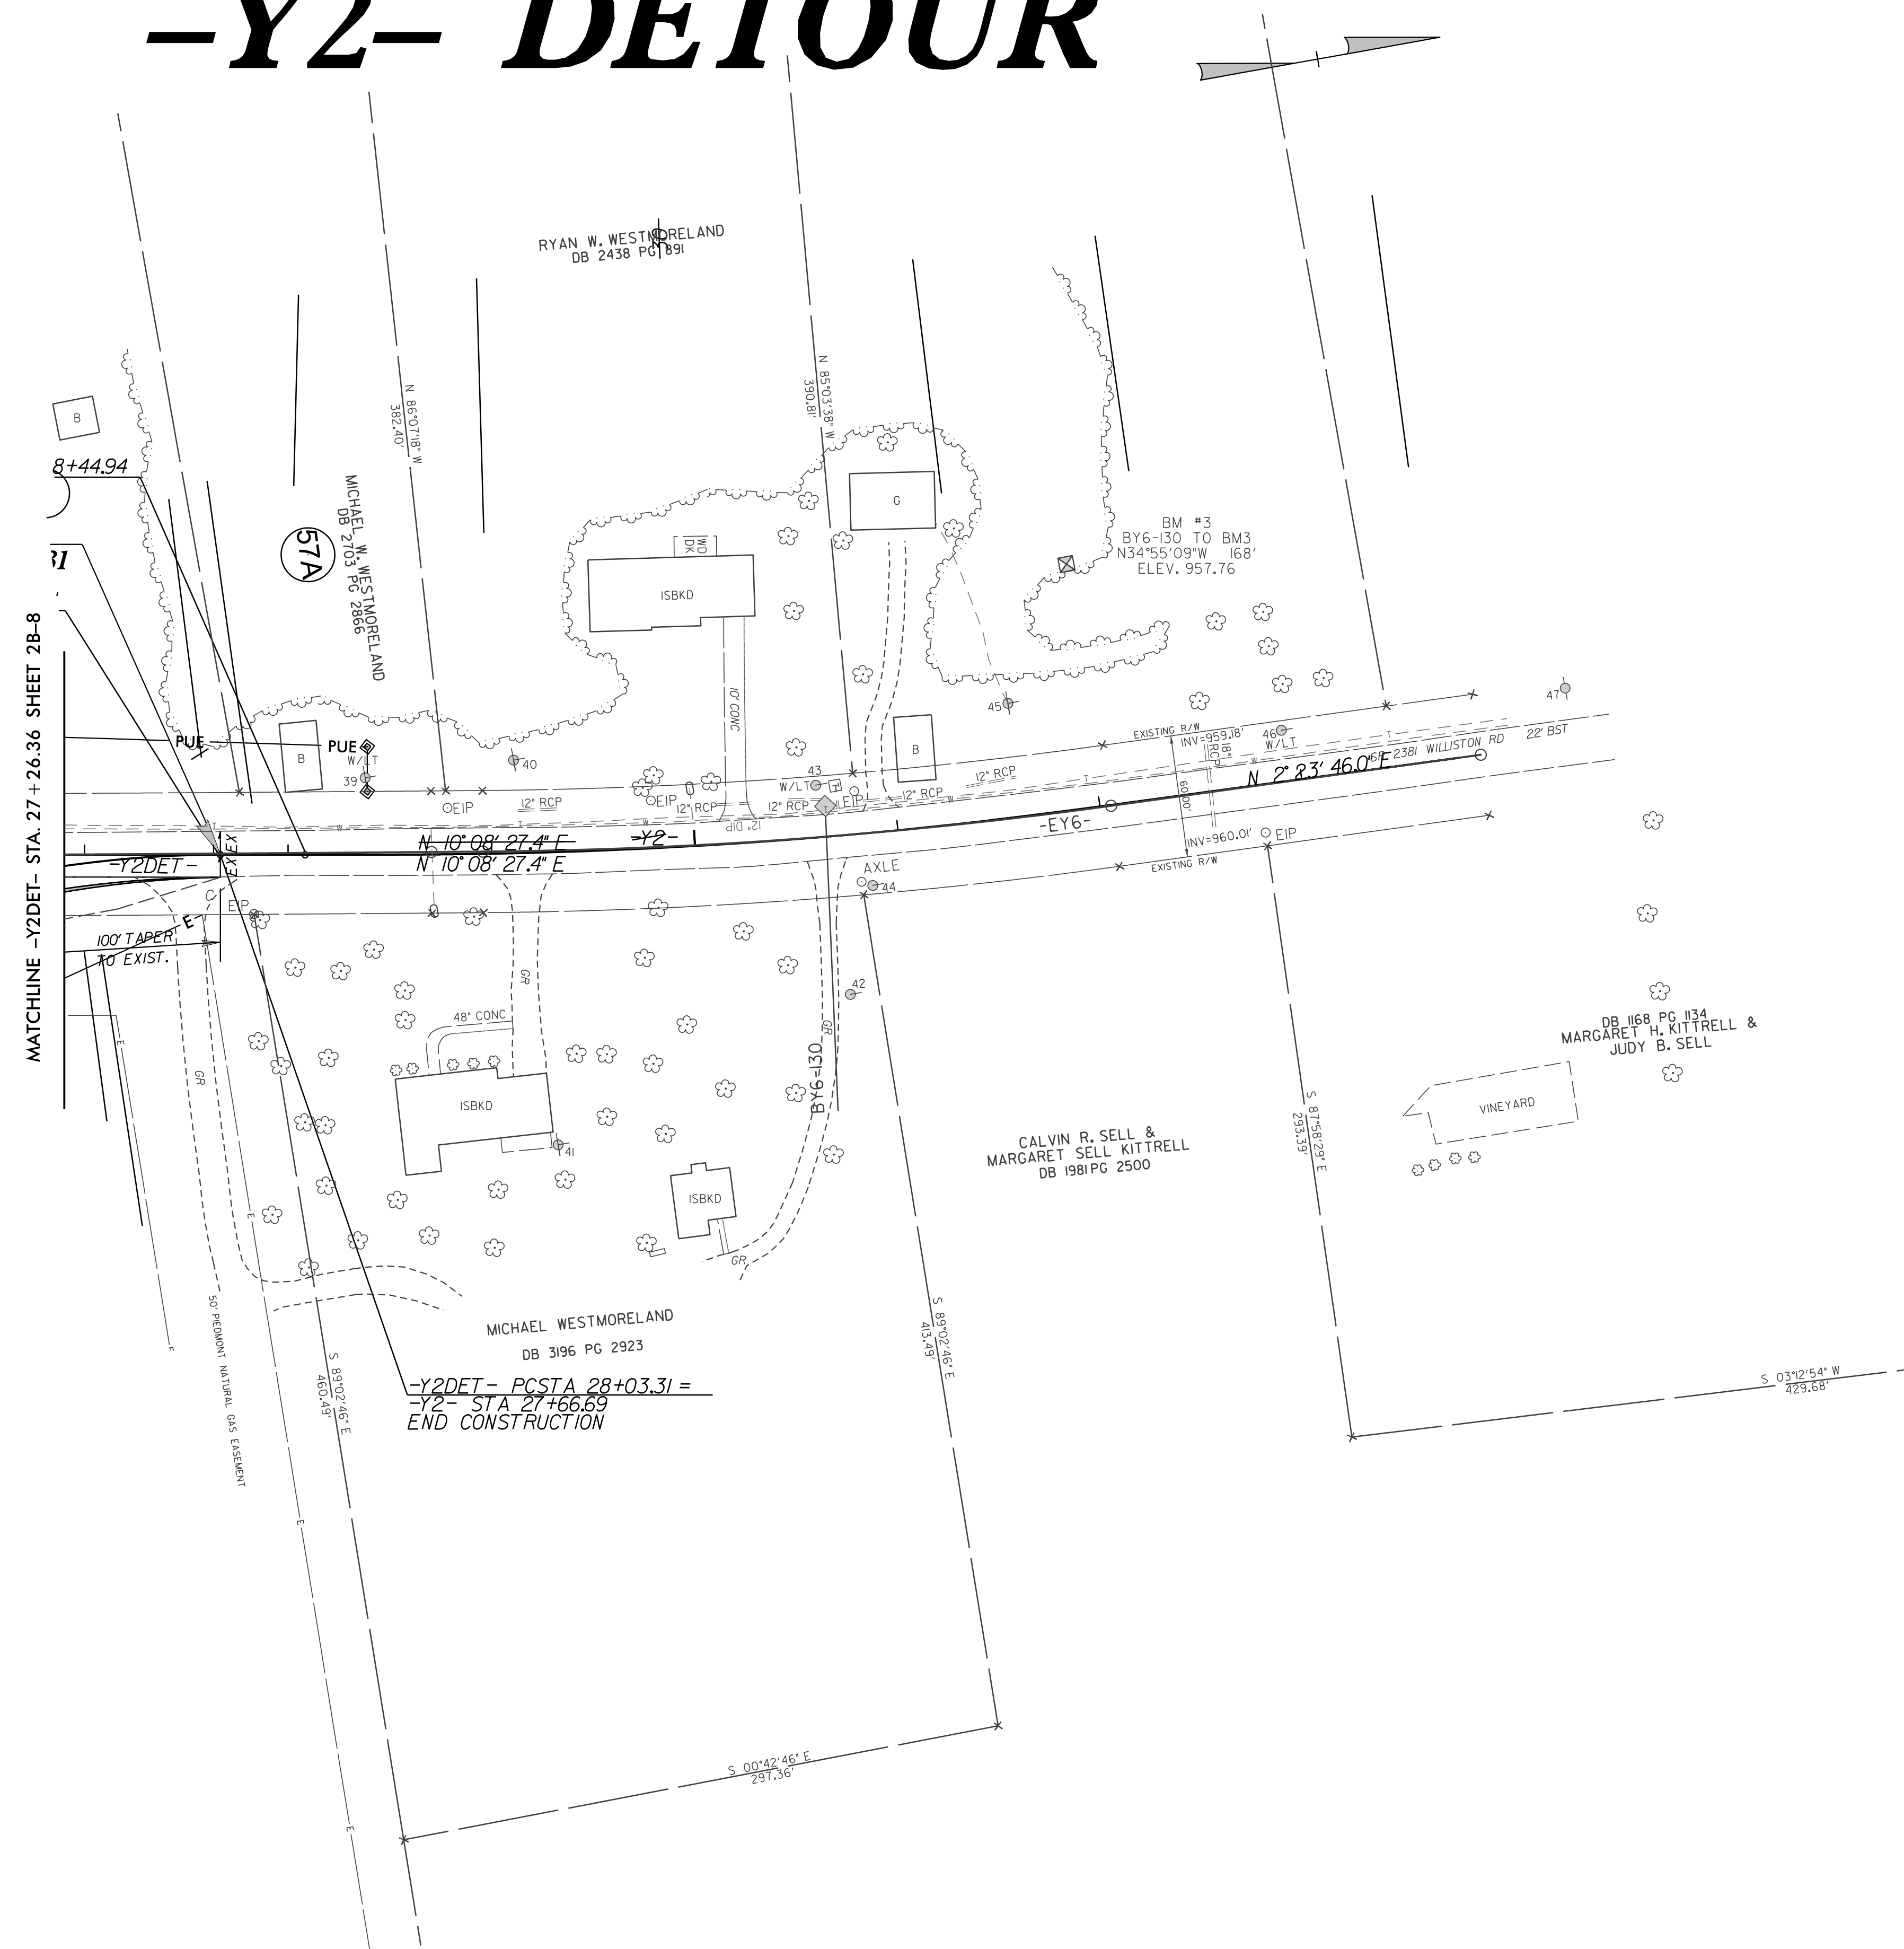 -Y2- DETOUR
RYAN W. WESTMORELAND
DB 2438 PG 891
B
8+44.94
57A
MICHAEL W. WESTMORELAND
DB 2703 PG 2866
N 86°07'18" W
382.40'
N 85°03'38" W
390.81'
WD
DK
ISBKD
G
BM #3
BY6-130 TO BM3
N34°55'09"W 168'
ELEV. 957.76
MATCHLINE -Y2DET- STA. 27+26.36 SHEET 2B-8
PUE
PUE
W/LT
39
B
40
10' CONC
B
45
46
W/LT
47
43
W/LT
EIP
EIP
EIP
12" RCP
12" RCP
12" RCP
12" RCP
12" RCP
12" DIP
EXISTING R/W
INV=959.18'
18"
RCP
60.00'
INV=960.01'
EIP
EXISTING R/W
SR 2381 WILLISTON RD
22' BST
-EY6-
-Y2-
N 10° 08' 27.4" E
N 10° 08' 27.4" E
-Y2DET-
EX
EX
C
EIP
E
100' TAPER
TO EXIST.
AXLE
44
42
GR
GR
GR
GR
48" CONC
ISBKD
41
ISBKD
BY6-130
CALVIN R. SELL &
MARGARET SELL KITTRELL
DB 1981 PG 2500
DB 1168 PG 1134
MARGARET H. KITTRELL &
JUDY B. SELL
VINEYARD
S 87°58'29" E
293.39'
S 89°02'46" E
413.49'
S 89°02'46" E
460.49'
50' PIEDMONT NATURAL GAS EASEMENT
MICHAEL WESTMORELAND
DB 3196 PG 2923
-Y2DET- PCSTA 28+03.31 =
-Y2- STA 27+66.69
END CONSTRUCTION
S 03°12'54" W
429.68'
S 00°42'46" E
297.36'